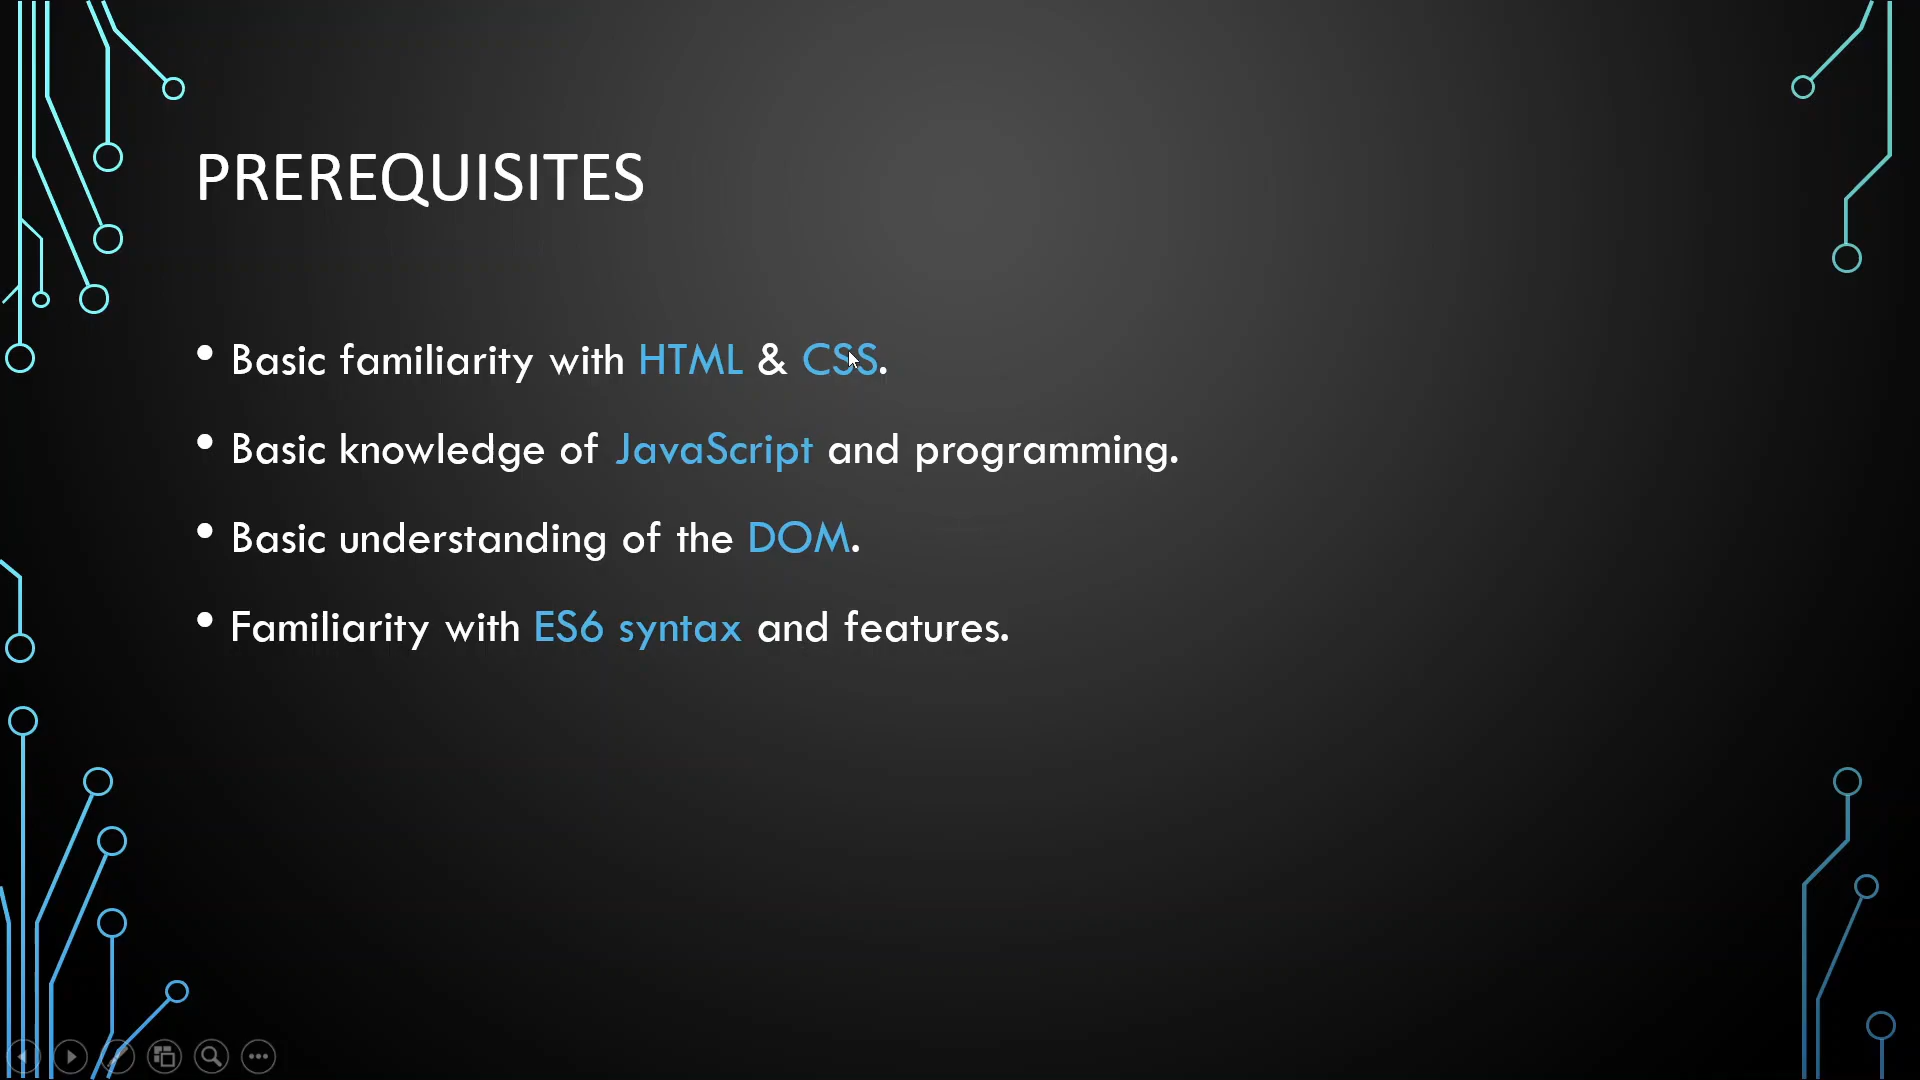 PREREQUISITES
• Basic familiarity with HTML & CSS.
• Basic knowledge of JavaScript and programming.
• Basic understanding of the DOM.
• Familiarity with ES6 syntax and features.